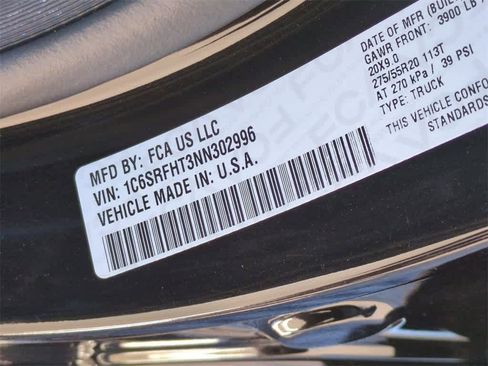 MFD BY: FCA US LLC
VIN: 1C6SRFHT3NN302996
VEHICLE MADE IN: U.S.A.
DATE OF MFR
GAWR FRONT: 3900 LB
20X9.0
275/55R20 113T
AT 270 kPa / 39 PSI
TYPE: TRUCK
THIS VEHICLE
STANDARDS